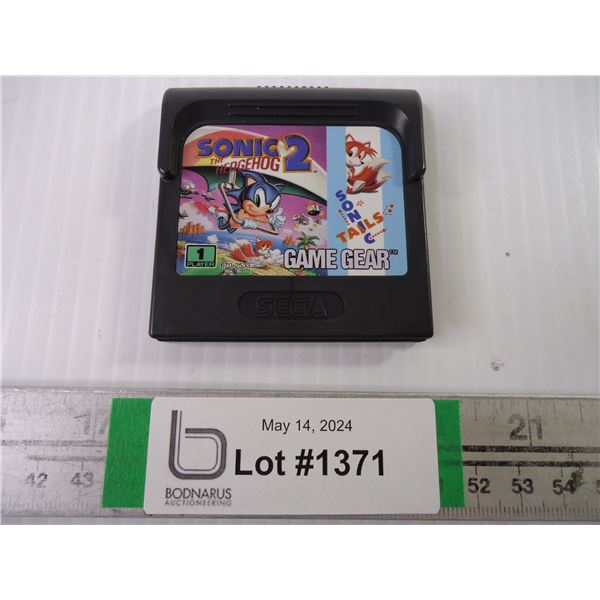 SONIC 2
THE
HEDGEHOG
SONIC
TAILS
1
PLAYER
GAME GEAR™
SEGA
May 14, 2024
Lot #1371
BODNARUS
AUCTIONEERING
21
42 43
52 53 54